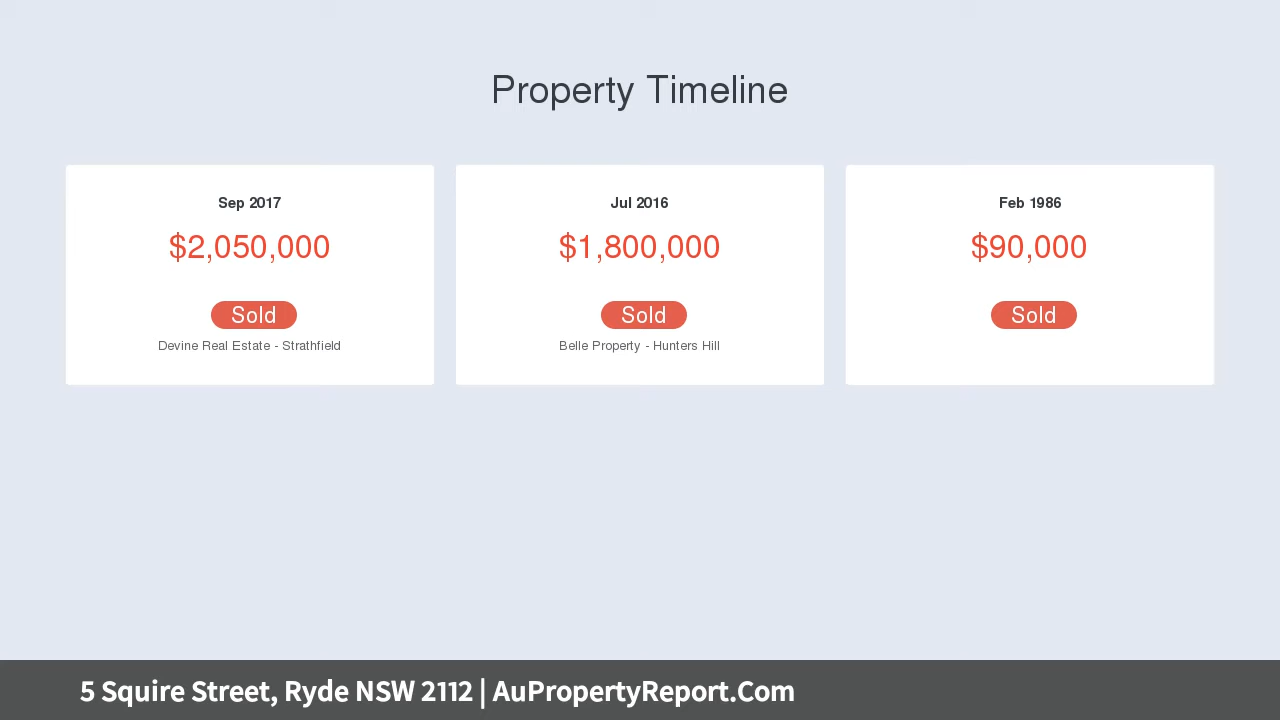 Property Timeline
Sep 2017
$2,050,000
Sold
Devine Real Estate - Strathfield
Jul 2016
$1,800,000
Sold
Belle Property - Hunters Hill
Feb 1986
$90,000
Sold
5 Squire Street, Ryde NSW 2112 | AuPropertyReport.Com